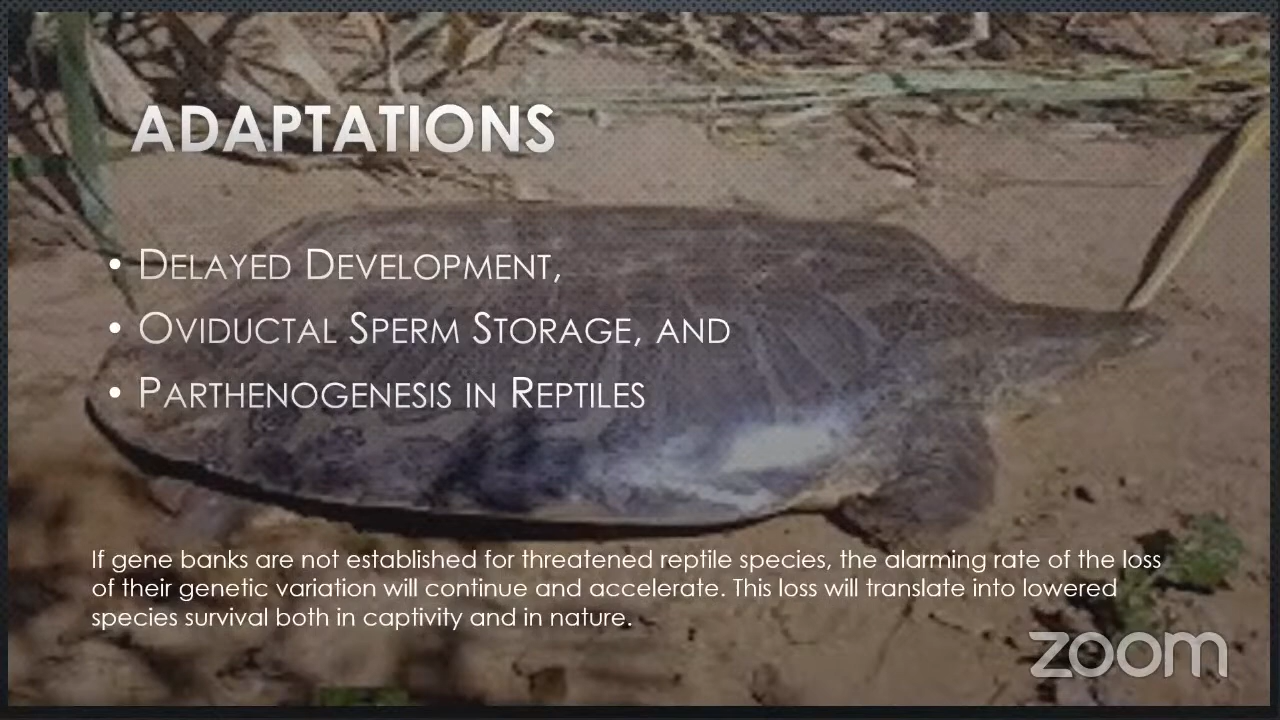 ADAPTATIONS
• DELAYED DEVELOPMENT,
• OVIDUCTAL SPERM STORAGE, AND
• PARTHENOGENESIS IN REPTILES
If gene banks are not established for threatened reptile species, the alarming rate of the loss
of their genetic variation will continue and accelerate. This loss will translate into lowered
species survival both in captivity and in nature.
zoom